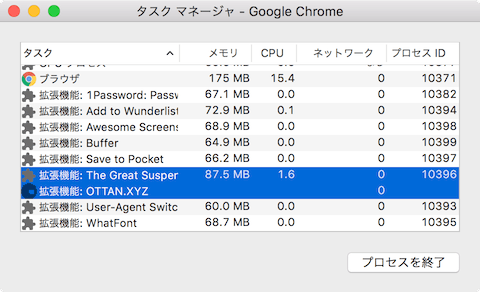 タスク マネージャ - Google Chrome
タスク メモリ CPU ネットワーク プロセス ID
ブラウザ 175 MB 15.4 0 10371
拡張機能: 1Password: Passw 67.1 MB 0.0 0 10382
拡張機能: Add to Wunderlist 72.9 MB 0.1 0 10394
拡張機能: Awesome Screens 68.9 MB 0.0 0 10398
拡張機能: Buffer 64.9 MB 0.0 0 10399
拡張機能: Save to Pocket 66.2 MB 0.0 0 10397
拡張機能: The Great Susper 87.5 MB 1.6 0 10396
拡張機能: OTTAN.XYZ 0
拡張機能: User-Agent Switc 60.0 MB 0.0 0 10393
拡張機能: WhatFont 68.7 MB 0.0 0 10395
プロセスを終了